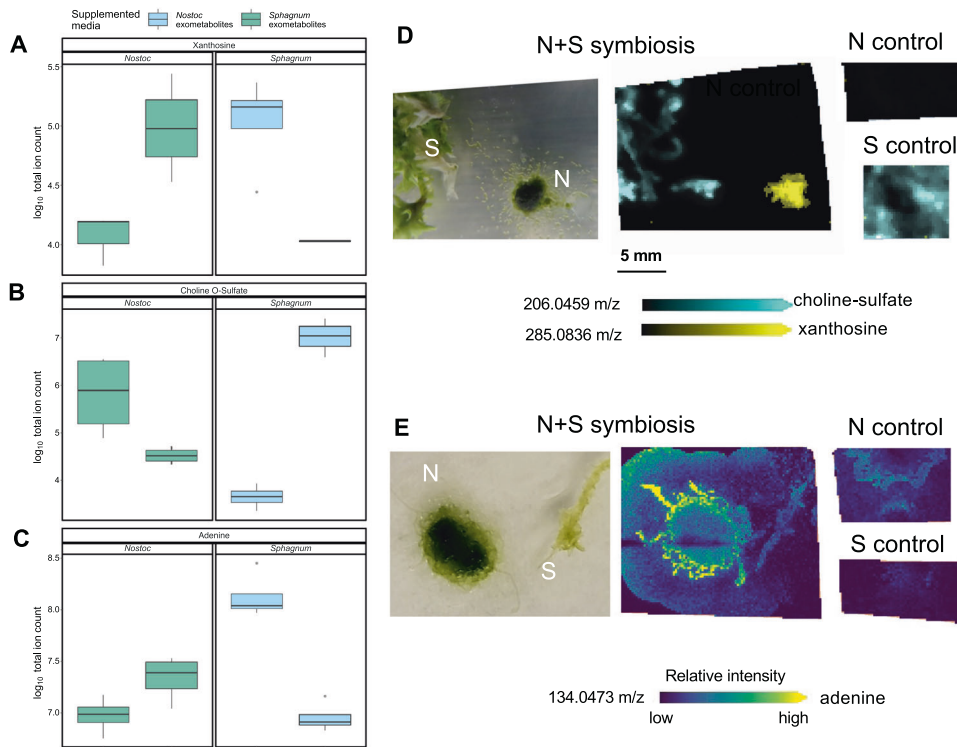 Supplemented media
Nostoc exometabolites
Sphagnum exometabolites
A
Xanthosine
Nostoc
Sphagnum
log10 total ion count
5.5
5.0
4.5
4.0
B
Choline O-Sulfate
Nostoc
Sphagnum
log10 total ion count
7
6
5
4
C
Adenine
Nostoc
Sphagnum
log10 total ion count
8.5
8.0
7.5
7.0
D
N+S symbiosis
N control
S
N
N control
S control
5 mm
206.0459 m/z
choline-sulfate
285.0836 m/z
xanthosine
E
N+S symbiosis
N control
N
S
S control
Relative intensity
134.0473 m/z
adenine
low
high